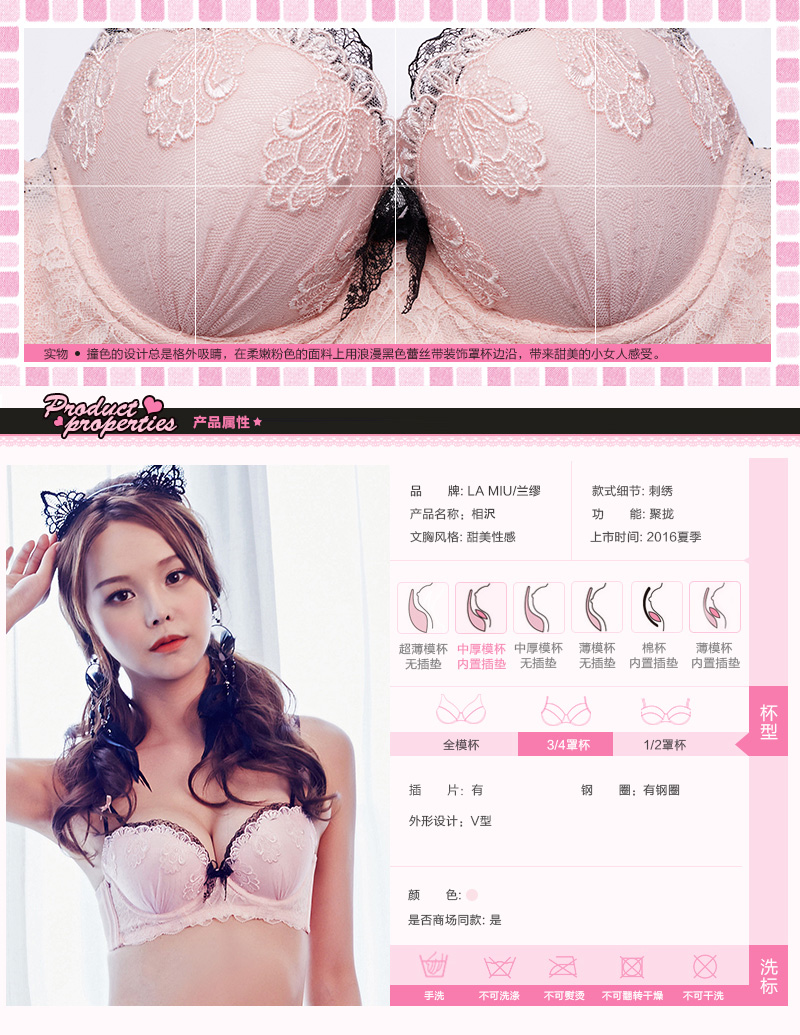 实物 ● 撞色的设计总是格外吸睛，在柔嫩粉色的面料上用浪漫黑色蕾丝带装饰罩杯边沿，带来甜美的小女人感受。
Product
properties 产品属性
品 牌: LA MIU/兰缪 款式细节: 刺绣
产品名称: 相沢 功 能: 聚拢
文胸风格: 甜美性感 上市时间: 2016夏季
超薄模杯 中厚模杯 中厚模杯 薄模杯 棉杯 薄模杯
无插垫 内置插垫 无插垫 无插垫 内置插垫 内置插垫
杯型
全模杯 3/4罩杯 1/2罩杯
插 片: 有 钢 圈: 有钢圈
外形设计: V型
颜 色:
是否商场同款: 是
洗标
手洗 不可洗涤 不可熨烫 不可翻转干燥 不可干洗